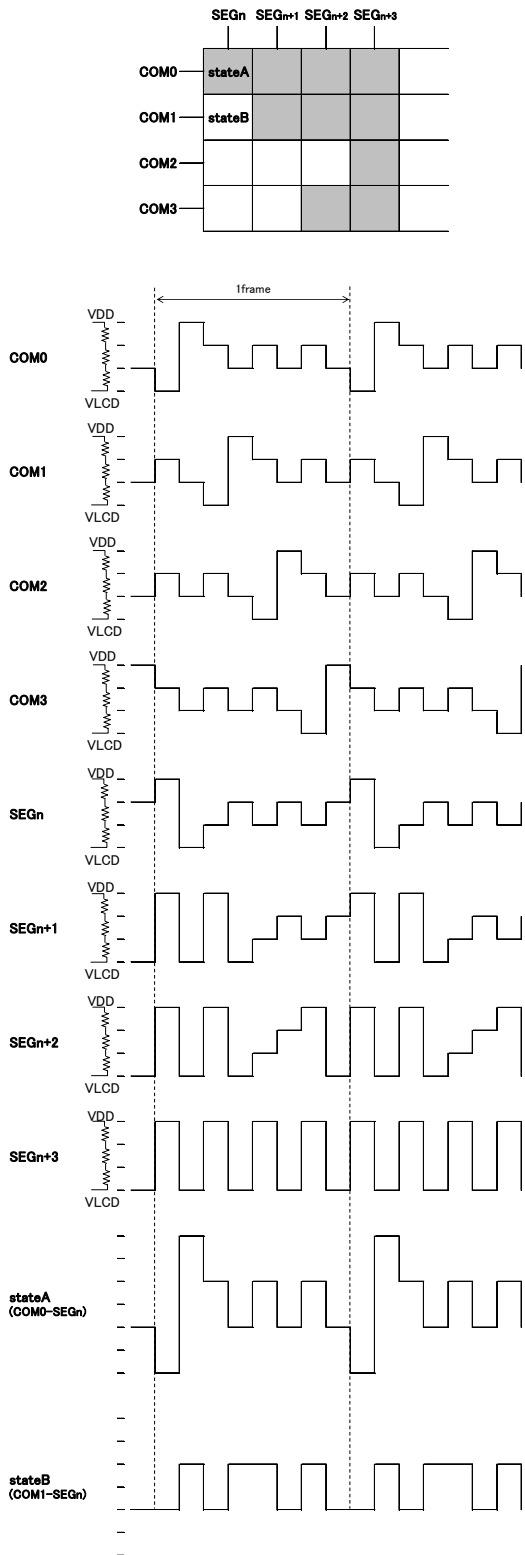 SEGn SEGn+1 SEGn+2 SEGn+3
COM0 stateA
COM1 stateB
COM2
COM3
1frame
VDD
COM0
VLCD
VDD
COM1
VLCD
VDD
COM2
VLCD
VDD
COM3
VLCD
VDD
SEGn
VLCD
VDD
SEGn+1
VLCD
VDD
SEGn+2
VLCD
VDD
SEGn+3
VLCD
stateA
(COM0-SEGn)
stateB
(COM1-SEGn)